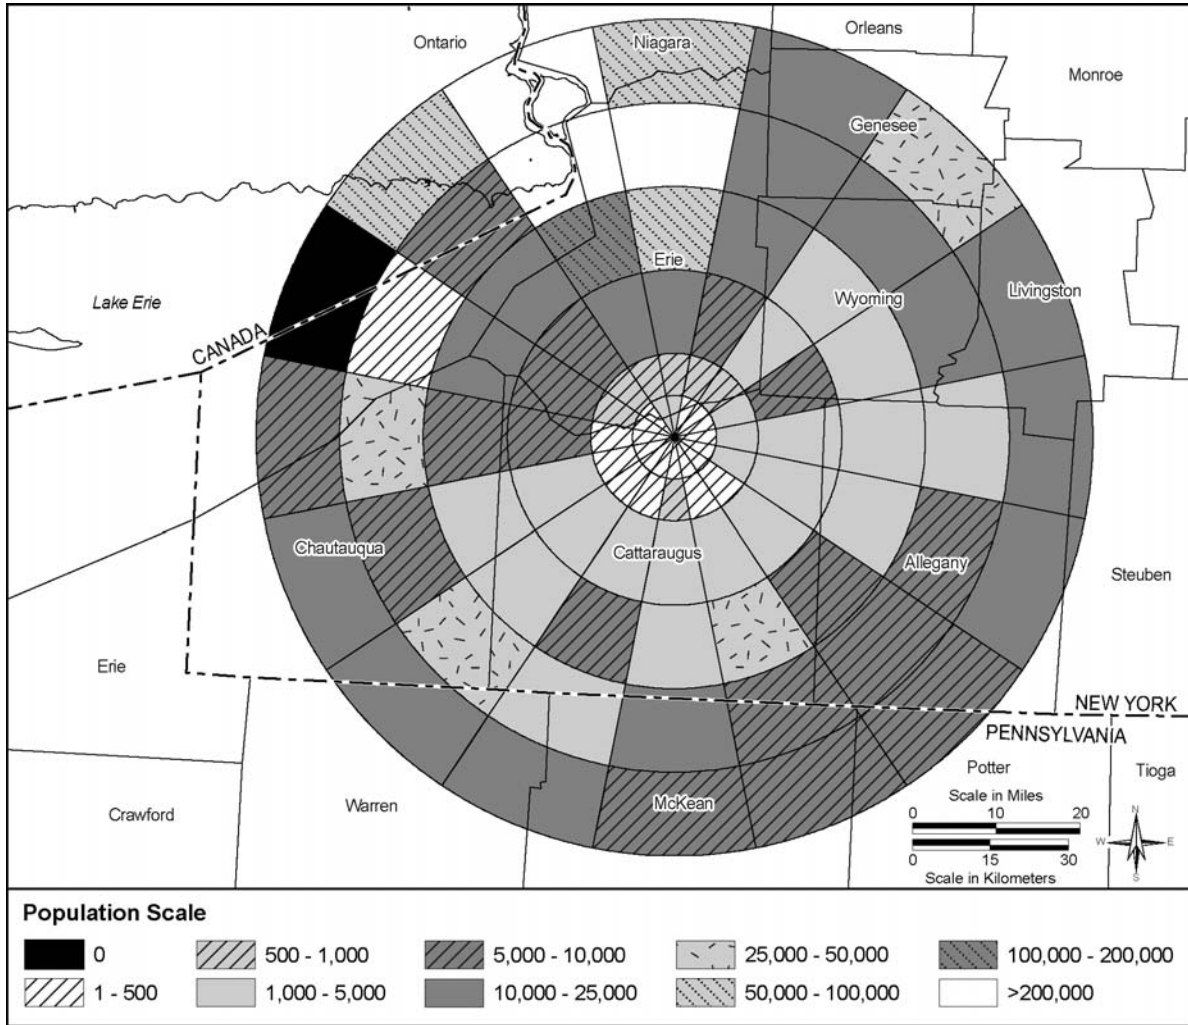 Ontario
Niagara
Orleans
Monroe
Genesee
Erie
Wyoming
Livingston
Lake Erie
CANADA
Chautauqua
Cattaraugus
Allegany
Steuben
Erie
NEW YORK
PENNSYLVANIA
Crawford
Warren
McKean
Potter
Tioga
Scale in Miles
0 10 20
0 15 30
Scale in Kilometers
N
W E
S
Population Scale
0 500 - 1,000 5,000 - 10,000 25,000 - 50,000 100,000 - 200,000
1 - 500 1,000 - 5,000 10,000 - 25,000 50,000 - 100,000 >200,000